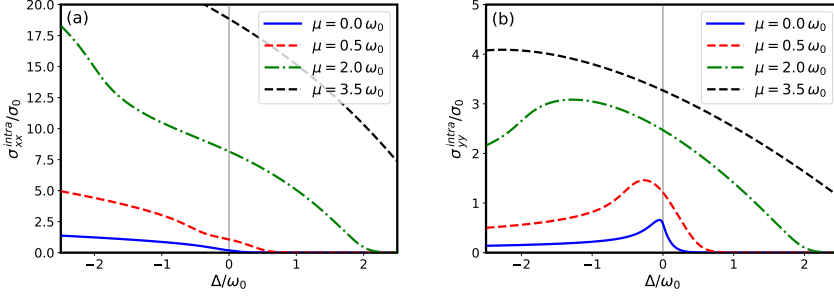 (a)
μ = 0.0 ω₀
μ = 0.5 ω₀
μ = 2.0 ω₀
μ = 3.5 ω₀
20.0
17.5
15.0
12.5
10.0
7.5
5.0
2.5
0.0
σ_xx^intra/σ₀
−2
−1
0
1
2
Δ/ω₀
(b)
μ = 0.0 ω₀
μ = 0.5 ω₀
μ = 2.0 ω₀
μ = 3.5 ω₀
5
4
3
2
1
0
σ_yy^intra/σ₀
−2
−1
0
1
2
Δ/ω₀